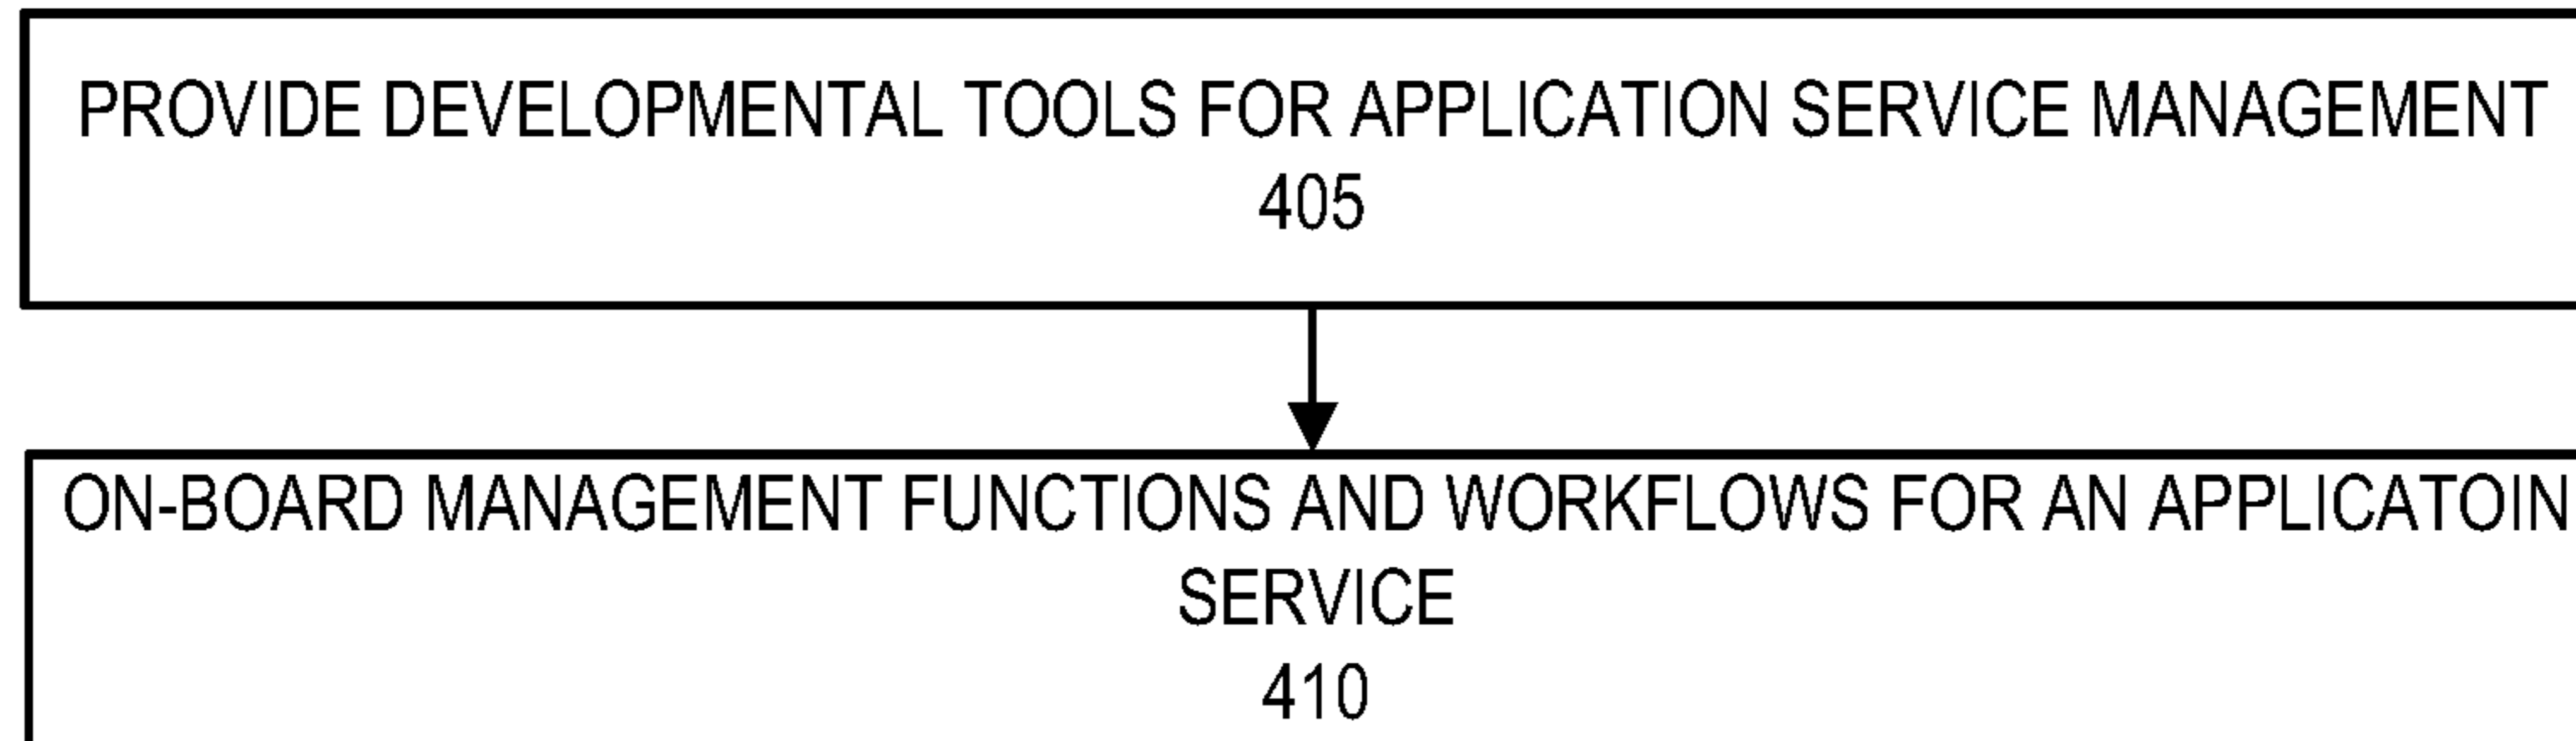 PROVIDE DEVELOPMENTAL TOOLS FOR APPLICATION SERVICE MANAGEMENT
405
ON-BOARD MANAGEMENT FUNCTIONS AND WORKFLOWS FOR AN APPLICATOIN
SERVICE
410